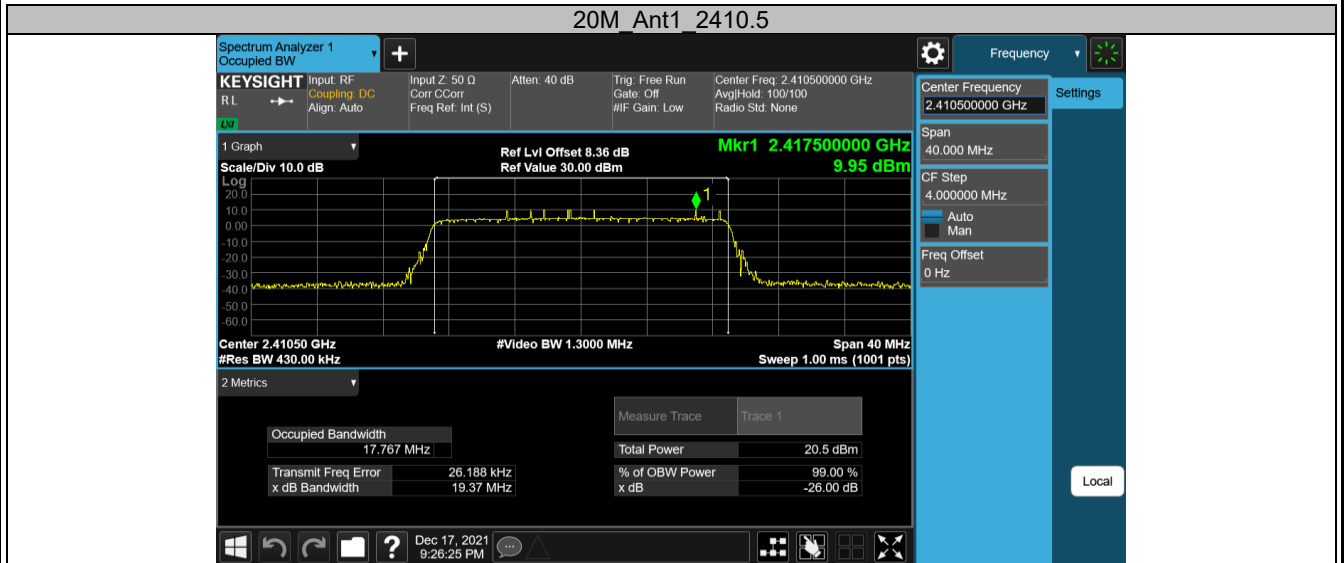 20M_Ant1_2410.5
Spectrum Analyzer 1
Occupied BW
KEYSIGHT
RL
LXI
Input: RF
Coupling: DC
Align: Auto
Input Z: 50 Ω
Corr CCorr
Freq Ref: Int (S)
Atten: 40 dB
Trig: Free Run
Gate: Off
#IF Gain: Low
Center Freq: 2.410500000 GHz
Avg|Hold: 100/100
Radio Std: None
1 Graph
Scale/Div 10.0 dB
Ref Lvl Offset 8.36 dB
Ref Value 30.00 dBm
Mkr1 2.417500000 GHz
9.95 dBm
Log
20.0
10.0
0.00
-10.0
-20.0
-30.0
-40.0
-50.0
-60.0
1
Center 2.41050 GHz
#Res BW 430.00 kHz
#Video BW 1.3000 MHz
Span 40 MHz
Sweep 1.00 ms (1001 pts)
2 Metrics
Measure Trace Trace 1
Occupied Bandwidth
17.767 MHz
Total Power 20.5 dBm
Transmit Freq Error 26.188 kHz
% of OBW Power 99.00 %
x dB Bandwidth 19.37 MHz
x dB -26.00 dB
Frequency
Settings
Center Frequency
2.410500000 GHz
Span
40.000 MHz
CF Step
4.000000 MHz
Auto
Man
Freq Offset
0 Hz
Local
?
Dec 17, 2021
9:26:25 PM